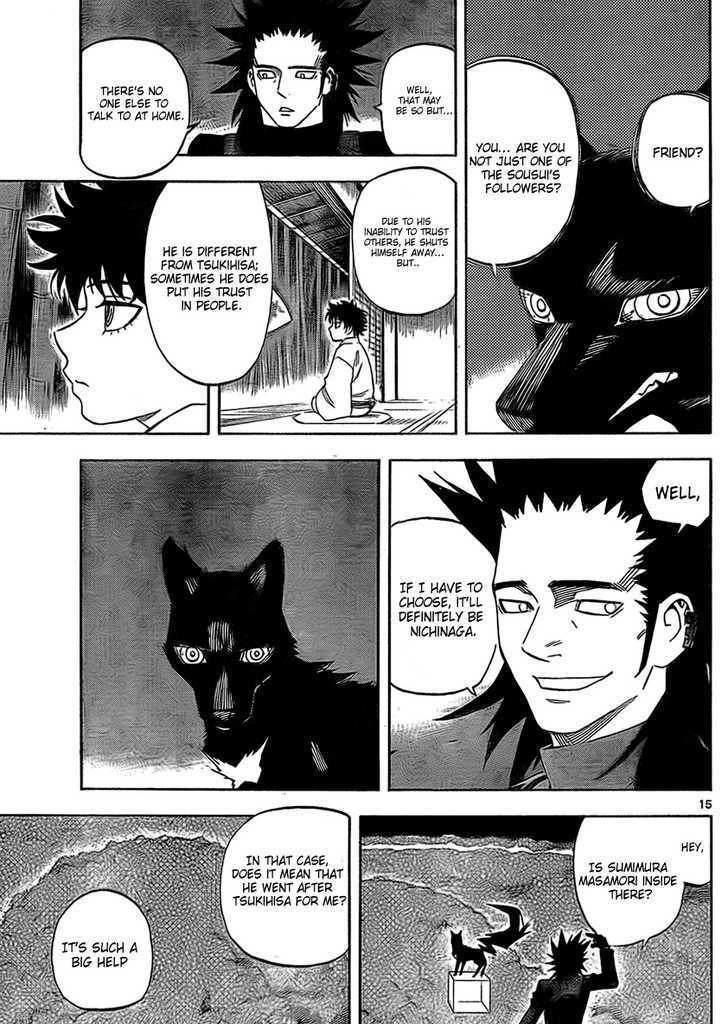 FRIEND?
YOU... ARE YOU
NOT JUST ONE OF
THE SOUSUI'S
FOLLOWERS?
WELL,
THAT MAY
BE SO BUT...
THERE'S NO
ONE ELSE TO
TALK TO AT HOME.
DUE TO HIS
INABILITY TO TRUST
OTHERS, HE SHUTS
HIMSELF AWAY...
BUT..
HE IS DIFFERENT
FROM TSUKIHISA;
SOMETIMES HE DOES
PUT HIS TRUST
IN PEOPLE.
WELL,
IF I HAVE TO
CHOOSE, IT'LL
DEFINITELY BE
NICHINAGA.
15
HEY,
IS SUMIMURA
MASAMORI INSIDE
THERE?
IN THAT CASE,
DOES IT MEAN THAT
HE WENT AFTER
TSUKIHISA FOR ME?
IT'S SUCH A
BIG HELP